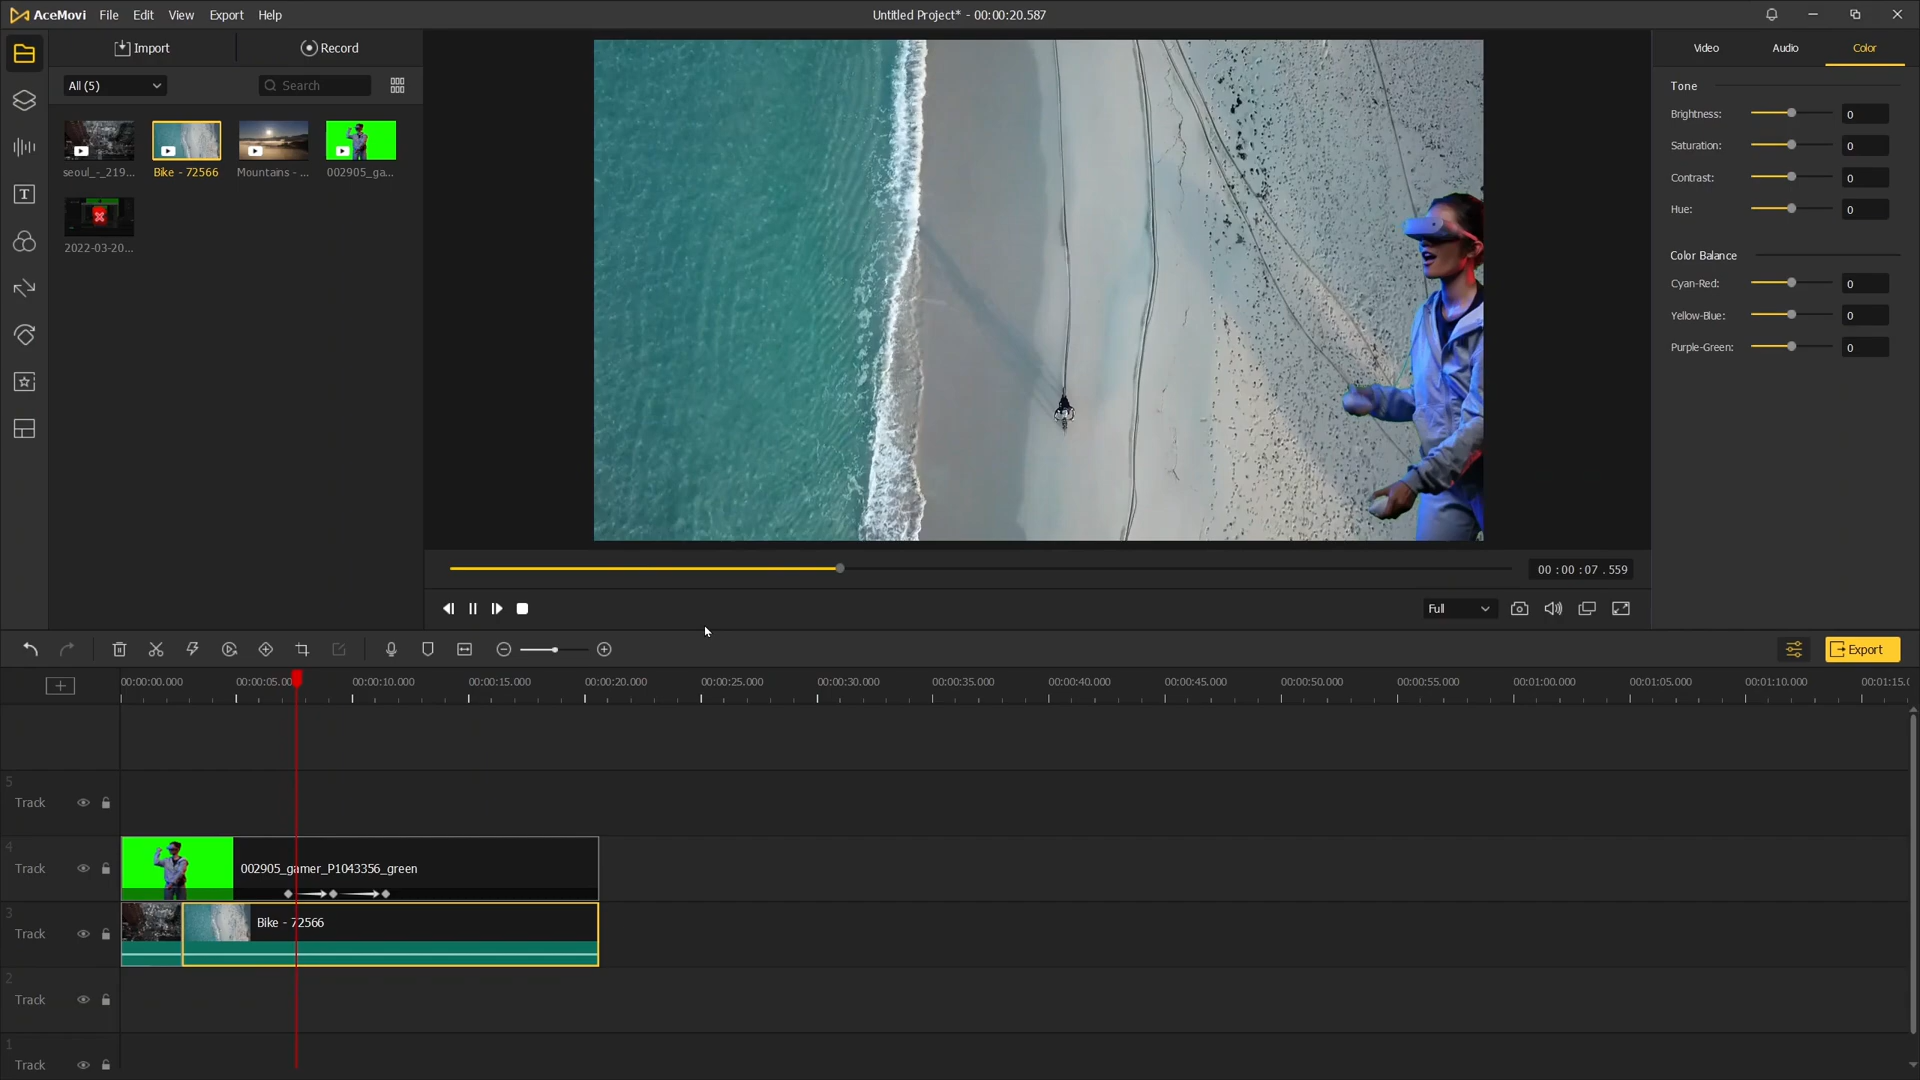 AceMovi File Edit View Export Help
Untitled Project* - 00:00:20.587
Import Record
All (5) Search
seoul_-_219... Bike - 72566 Mountains - ... 002905_ga...
2022-03-20...
Video Audio Color
Tone
Brightness: 0
Saturation: 0
Contrast: 0
Hue: 0
Color Balance
Cyan-Red: 0
Yellow-Blue: 0
Purple-Green: 0
00 : 00 : 07 . 559
Full
Export
00:00:00.000 00:00:05.00 00:00:10.000 00:00:15.000 00:00:20.000 00:00:25.000 00:00:30.000 00:00:35.000 00:00:40.000 00:00:45.000 00:00:50.000 00:00:55.000 00:01:00.000 00:01:05.000 00:01:10.000 00:01:15.0
5
Track
4
Track
002905_gamer_P1043356_green
3
Track
Bike - 72566
2
Track
1
Track